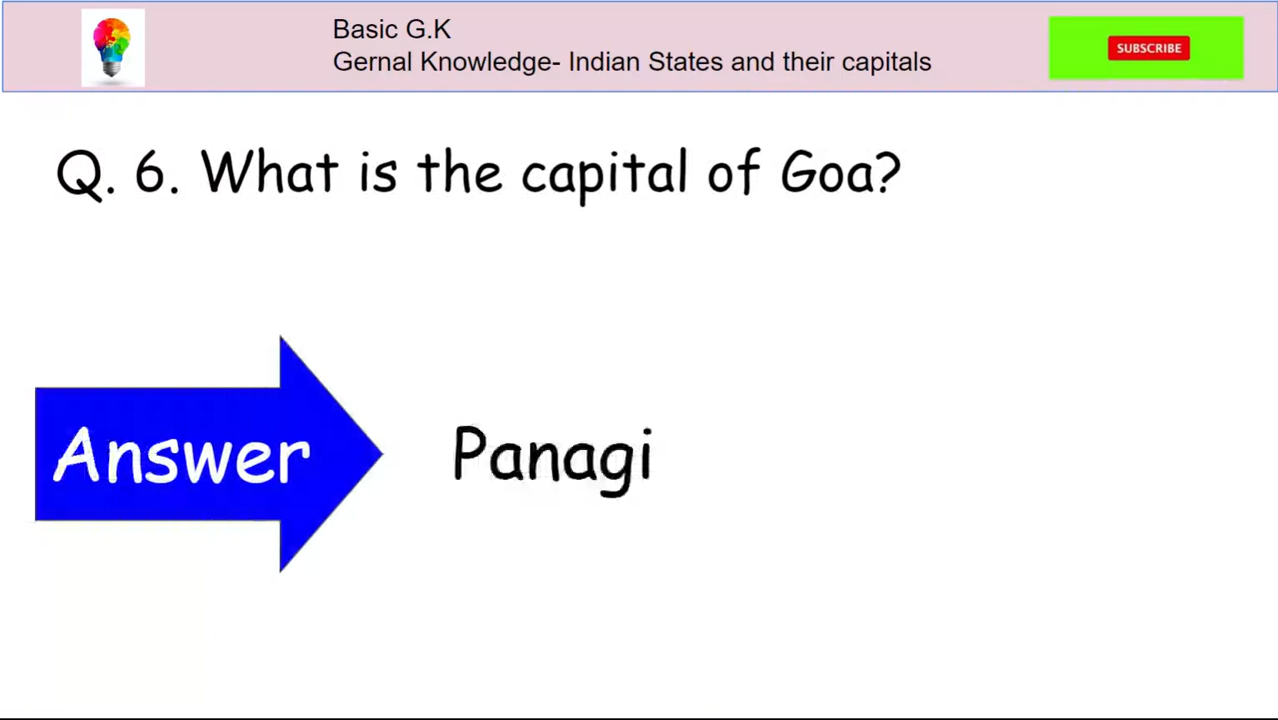 Basic G.K
Gernal Knowledge- Indian States and their capitals
SUBSCRIBE
Q. 6. What is the capital of Goa?
Answer
Panagi